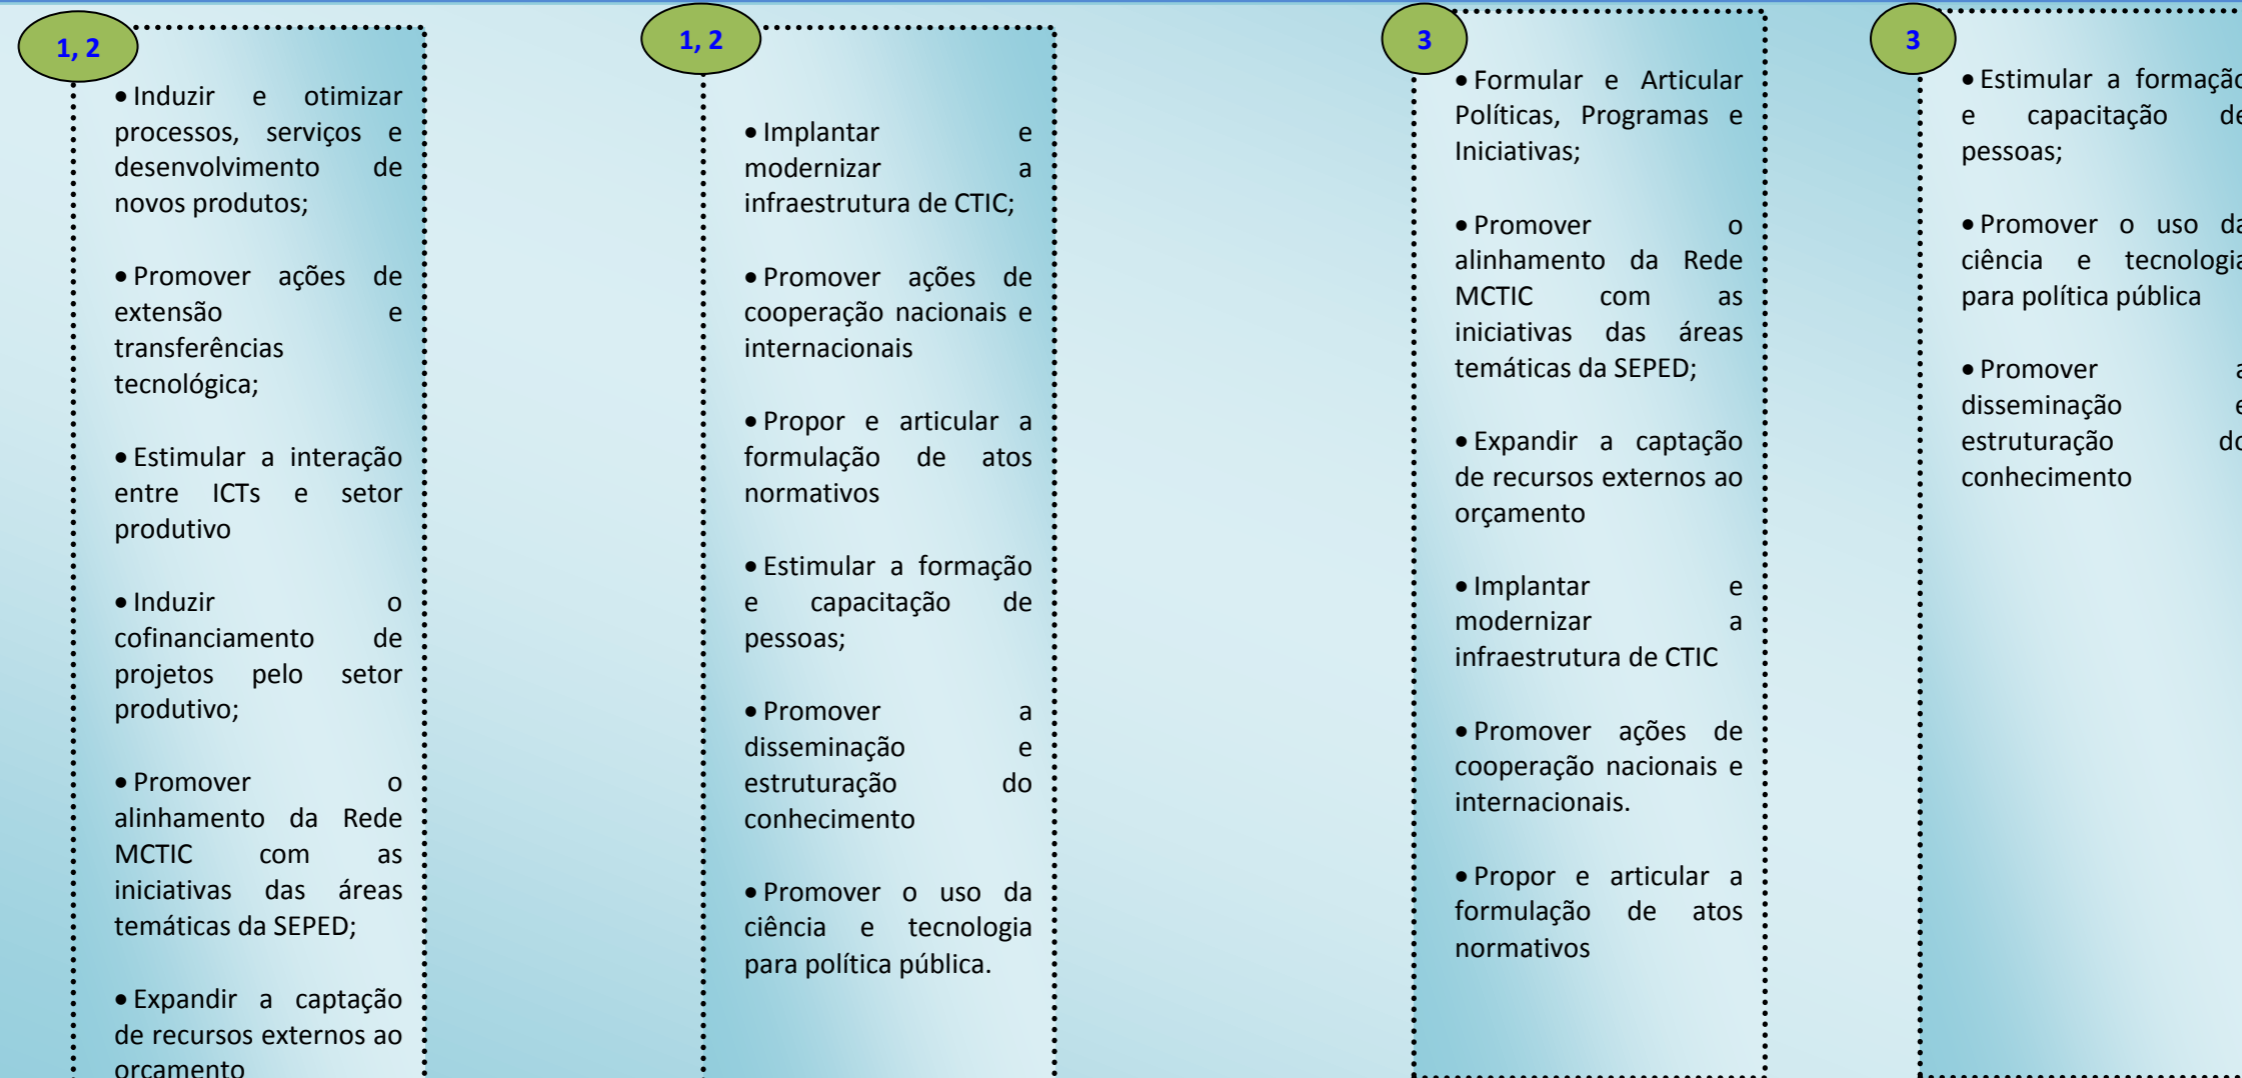 1, 2
• Induzir e otimizar
processos, serviços e
desenvolvimento de
novos produtos;
• Promover ações de
extensão e
transferências
tecnológica;
• Estimular a interação
entre ICTs e setor
produtivo
• Induzir o
cofinanciamento de
projetos pelo setor
produtivo;
• Promover o
alinhamento da Rede
MCTIC com as
iniciativas das áreas
temáticas da SEPED;
• Expandir a captação
de recursos externos ao
orçamento
1, 2
• Implantar e
modernizar a
infraestrutura de CTIC;
• Promover ações de
cooperação nacionais e
internacionais
• Propor e articular a
formulação de atos
normativos
• Estimular a formação
e capacitação de
pessoas;
• Promover a
disseminação e
estruturação do
conhecimento
• Promover o uso da
ciência e tecnologia
para política pública.
3
• Formular e Articular
Políticas, Programas e
Iniciativas;
• Promover o
alinhamento da Rede
MCTIC com as
iniciativas das áreas
temáticas da SEPED;
• Expandir a captação
de recursos externos ao
orçamento
• Implantar e
modernizar a
infraestrutura de CTIC
• Promover ações de
cooperação nacionais e
internacionais.
• Propor e articular a
formulação de atos
normativos
3
• Estimular a formação
e capacitação de
pessoas;
• Promover o uso da
ciência e tecnologia
para política pública
• Promover a
disseminação e
estruturação do
conhecimento